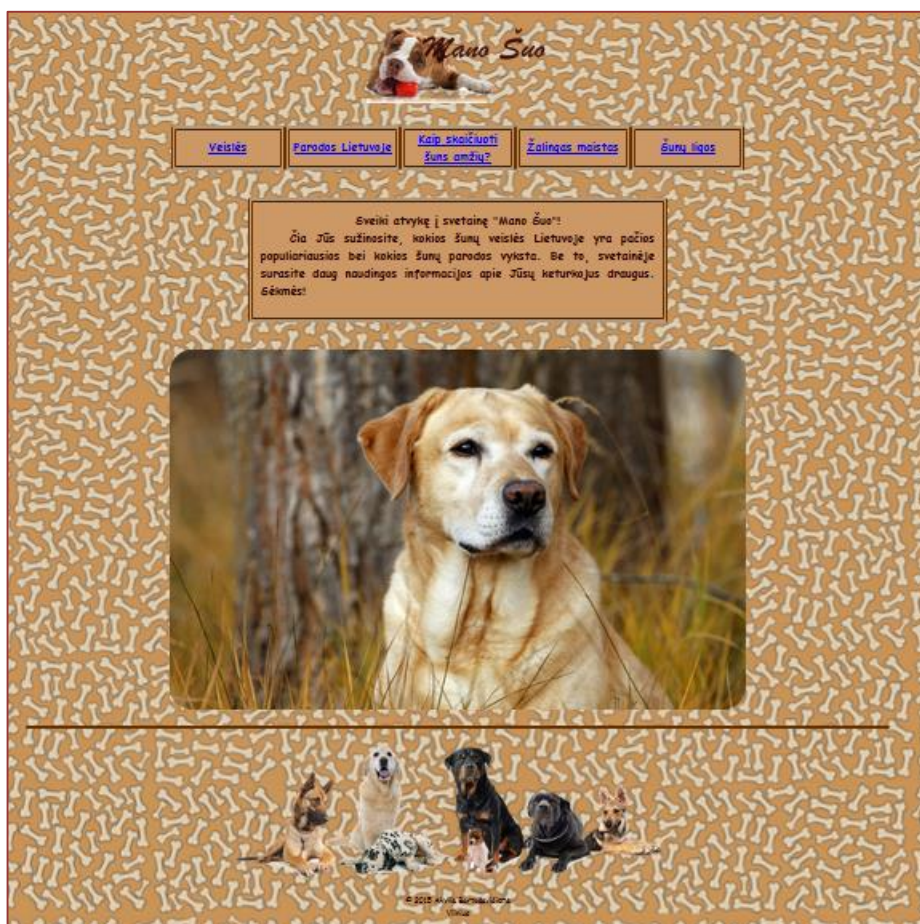 Mano Šuo
Veislės
Parodos Lietuvoje
Kaip skaičiuoti
šuns amžių?
Žalingas maistas
Šunų ligos
Sveiki atvykę į svetainę "Mano Šuo"!
Čia Jūs sužinosite, kokios šunų veislės Lietuvoje yra pačios
populiariausios bei kokios šunų parodos vyksta. Be to, svetainėje
surasite daug naudingos informacijos apie Jūsų keturkojus draugus.
Sėkmės!
© 2015
Vilnius